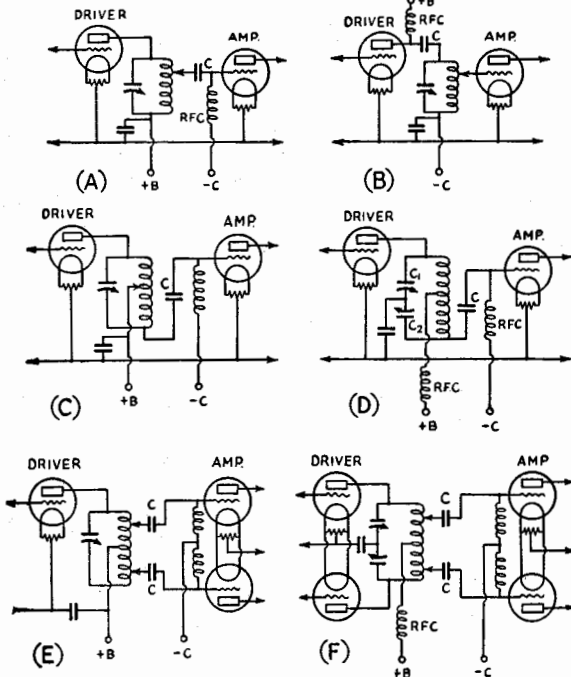 DRIVER
AMP.
C
RFC
+B
-C
(A)
+B
RFC
DRIVER
C
AMP.
-C
(B)
DRIVER
AMP.
C
+B
-C
(C)
DRIVER
AMP.
C1
C2
C
RFC
RFC
+B
-C
(D)
DRIVER
AMP.
C
C
+B
-C
(E)
DRIVER
AMP
C
C
RFC
+B
-C
(F)